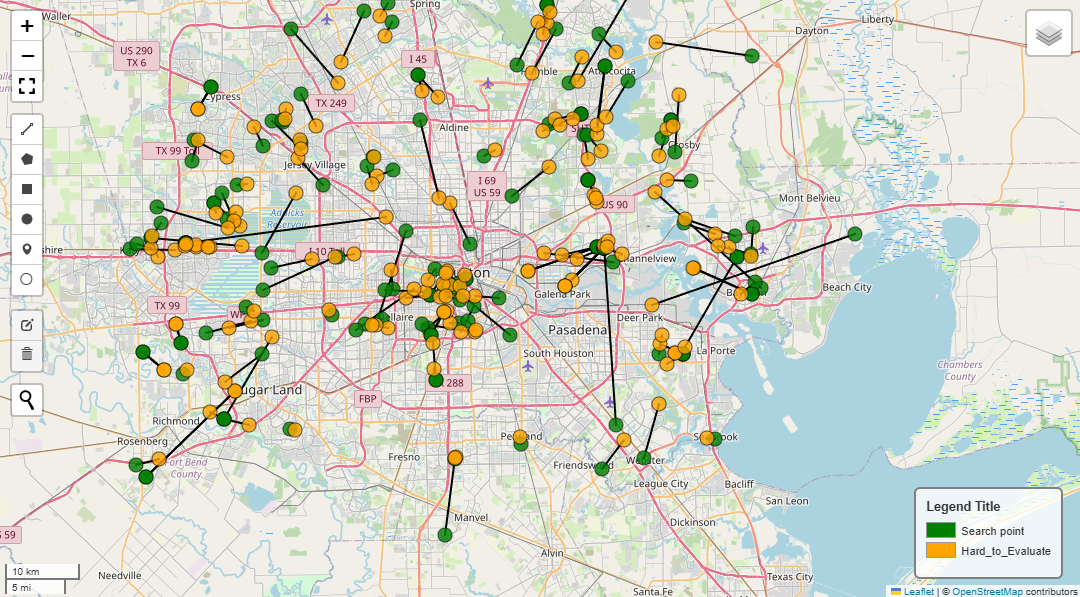 Spring
Waller
Liberty
Dayton
US 290
TX 6
I 45
Atascocita
Cypress
TX 249
Aldine
Crosby
TX 99 To
Jersey Village
I 69
US 59
US 90
Mont Belvieu
Addicks
Reservoir
I 10 Toll
Channelview
Galena Park
Beach City
TX 99
Deer Park
Pasadena
South Houston
La Porte
Chambers
County
288
Sugar Land
FBP
Richmond
Rosenberg
Fort Bend
County
Pearland
Fresno
Friendswood
Webster
Seabrook
League City
Bacliff
San Leon
Manvel
Dickinson
Alvin
Needville
Santa Fe
Texas City
59
+
−
10 km
5 mi
Legend Title
Search point
Hard_to_Evaluate
Leaflet | © OpenStreetMap contributors